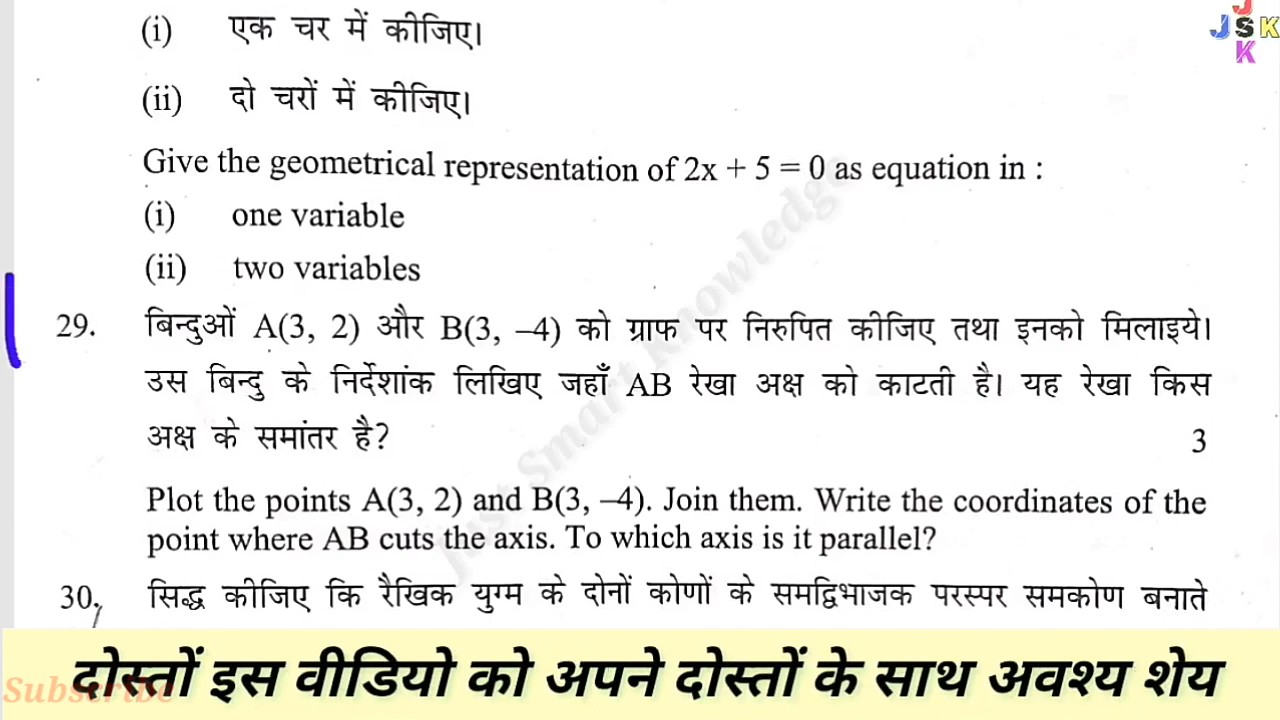 (i) एक चर में कीजिए।
(ii) दो चरों में कीजिए।
Give the geometrical representation of 2x + 5 = 0 as equation in :
(i) one variable
(ii) two variables
29. बिन्दुओं A(3, 2) और B(3, –4) को ग्राफ पर निरुपित कीजिए तथा इनको मिलाइये।
उस बिन्दु के निर्देशांक लिखिए जहाँ AB रेखा अक्ष को काटती है। यह रेखा किस
अक्ष के समांतर है? 3
Plot the points A(3, 2) and B(3, –4). Join them. Write the coordinates of the
point where AB cuts the axis. To which axis is it parallel?
30. सिद्ध कीजिए कि रैखिक युग्म के दोनों कोणों के समद्विभाजक परस्पर समकोण बनाते
दोस्तों इस वीडियो को अपने दोस्तों के साथ अवश्य शेय
Subscribe
Just Smart Knowledge
J
JSK
K